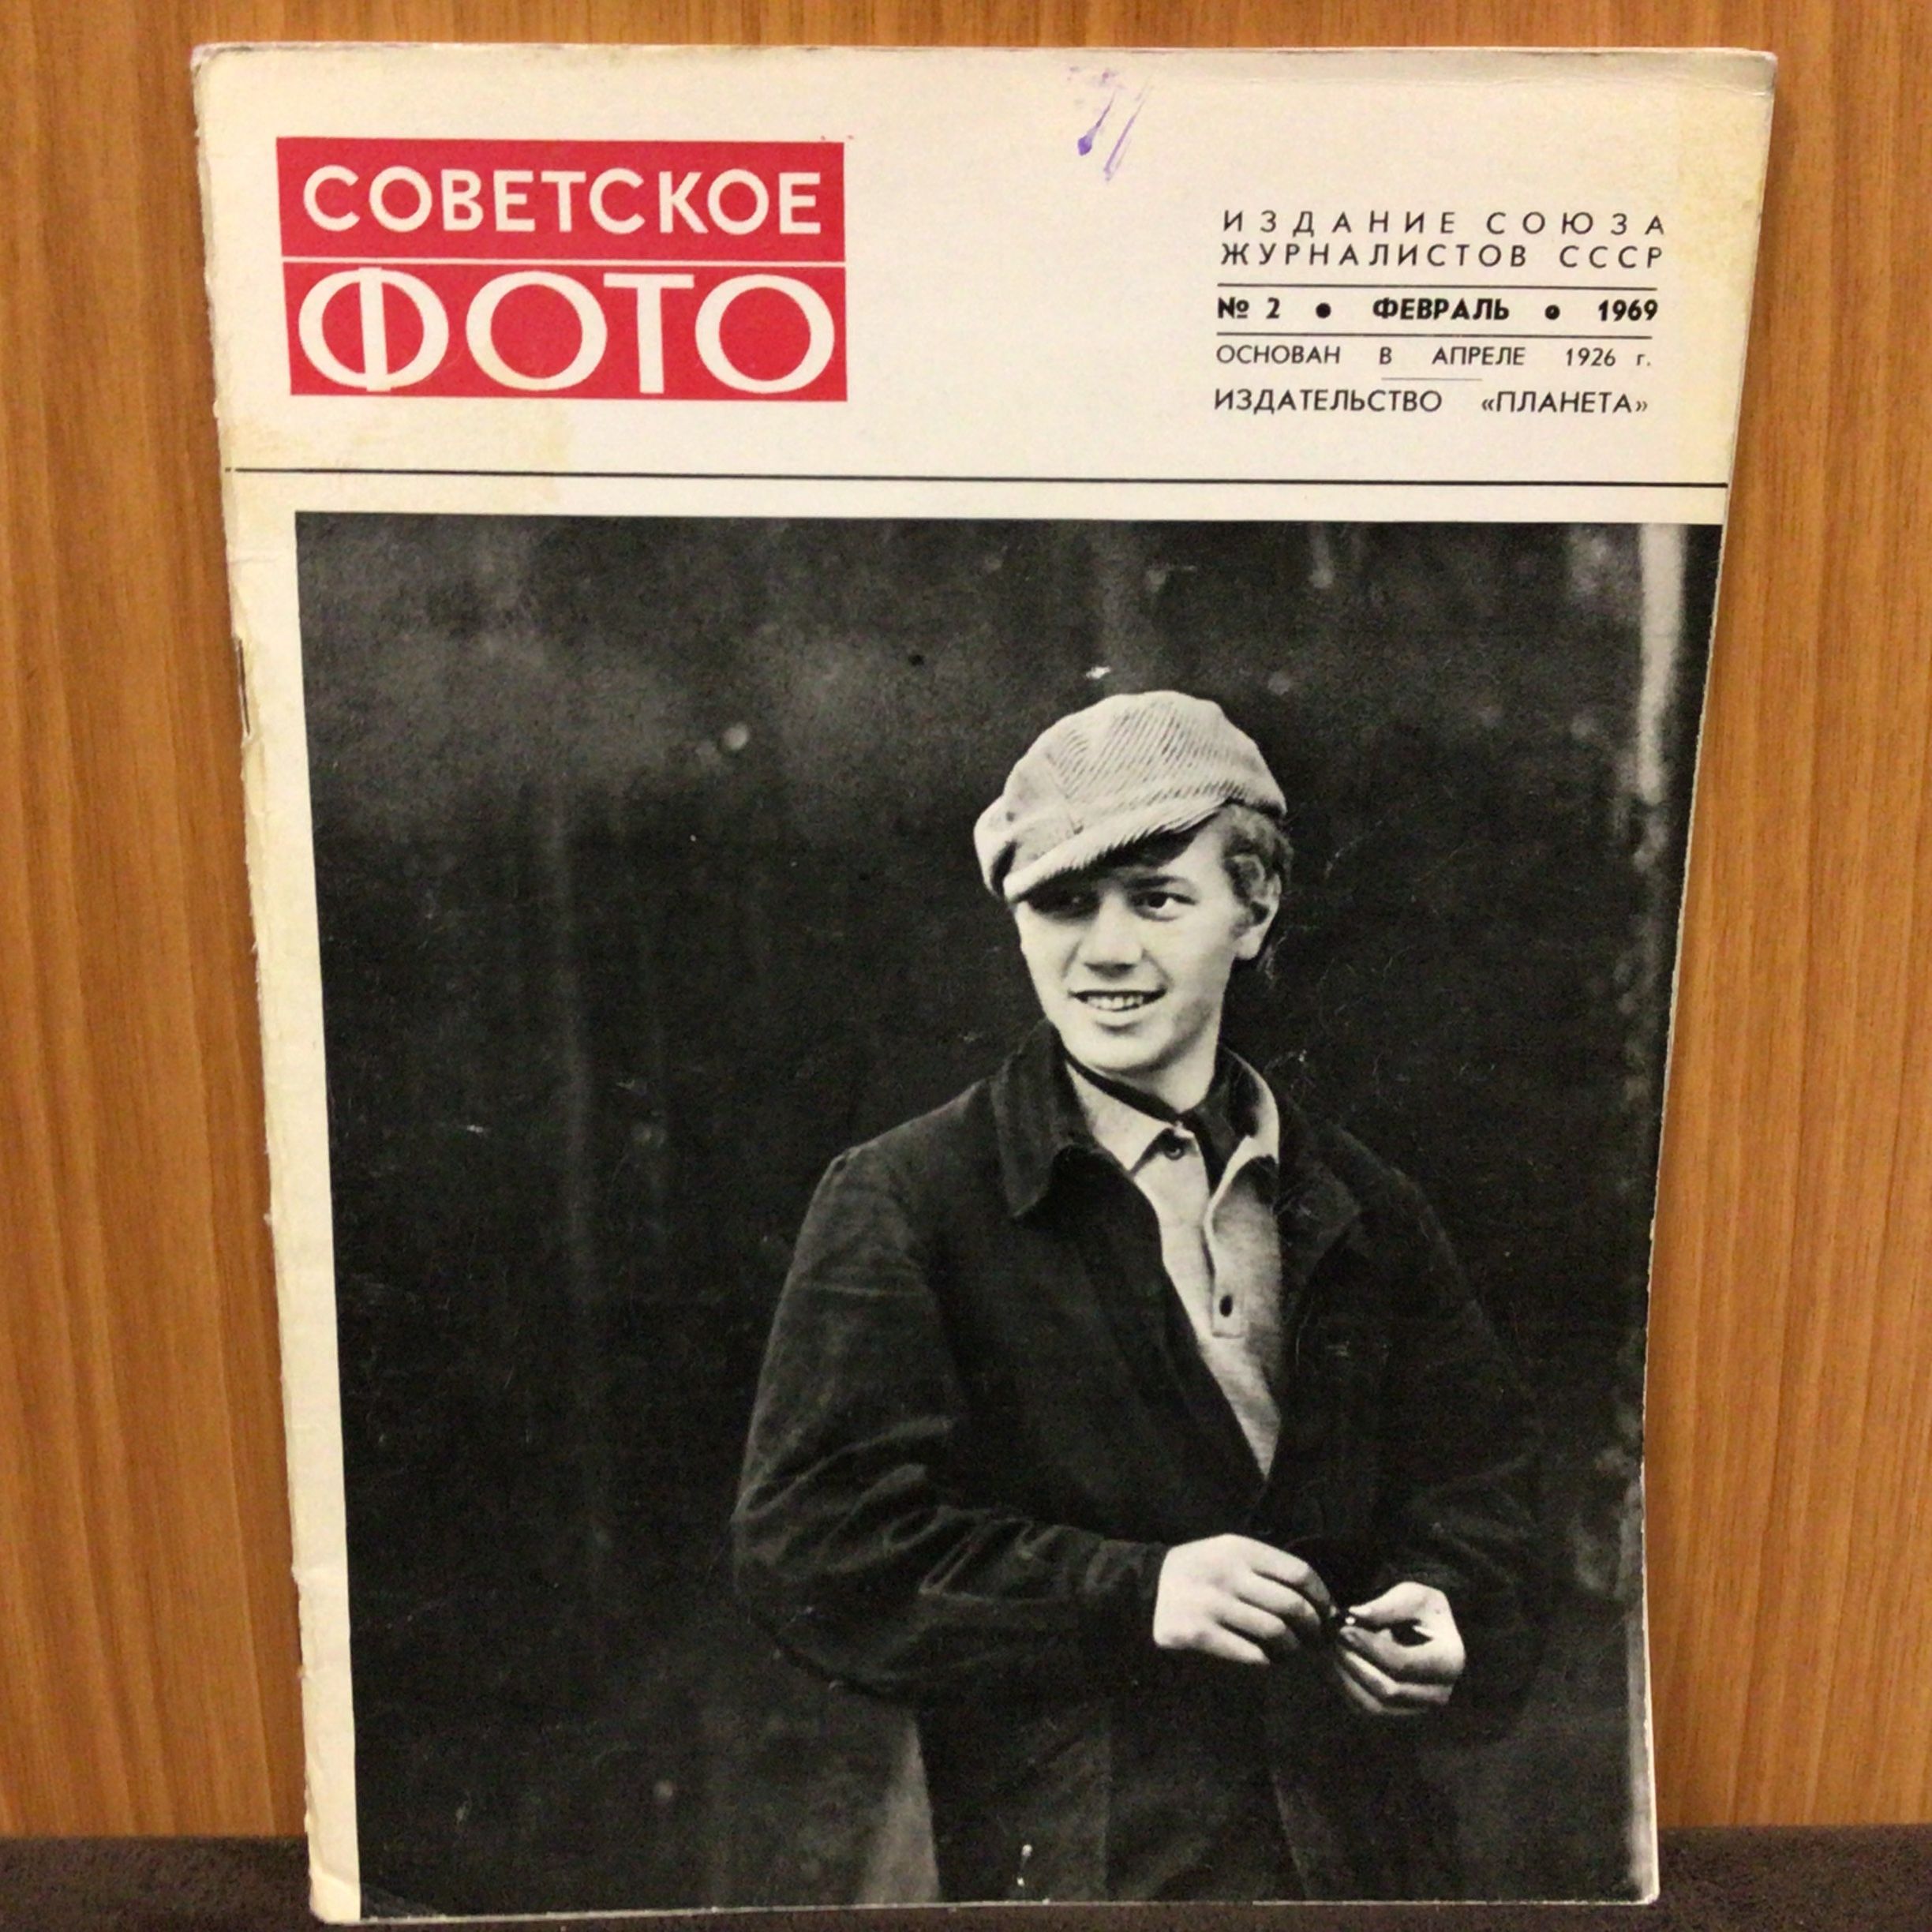 СОВЕТСКОЕ
ФОТО
ИЗДАНИЕ СОЮЗА
ЖУРНАЛИСТОВ СССР
№ 2 • ФЕВРАЛЬ • 1969
ОСНОВАН В АПРЕЛЕ 1926 г.
ИЗДАТЕЛЬСТВО «ПЛАНЕТА»